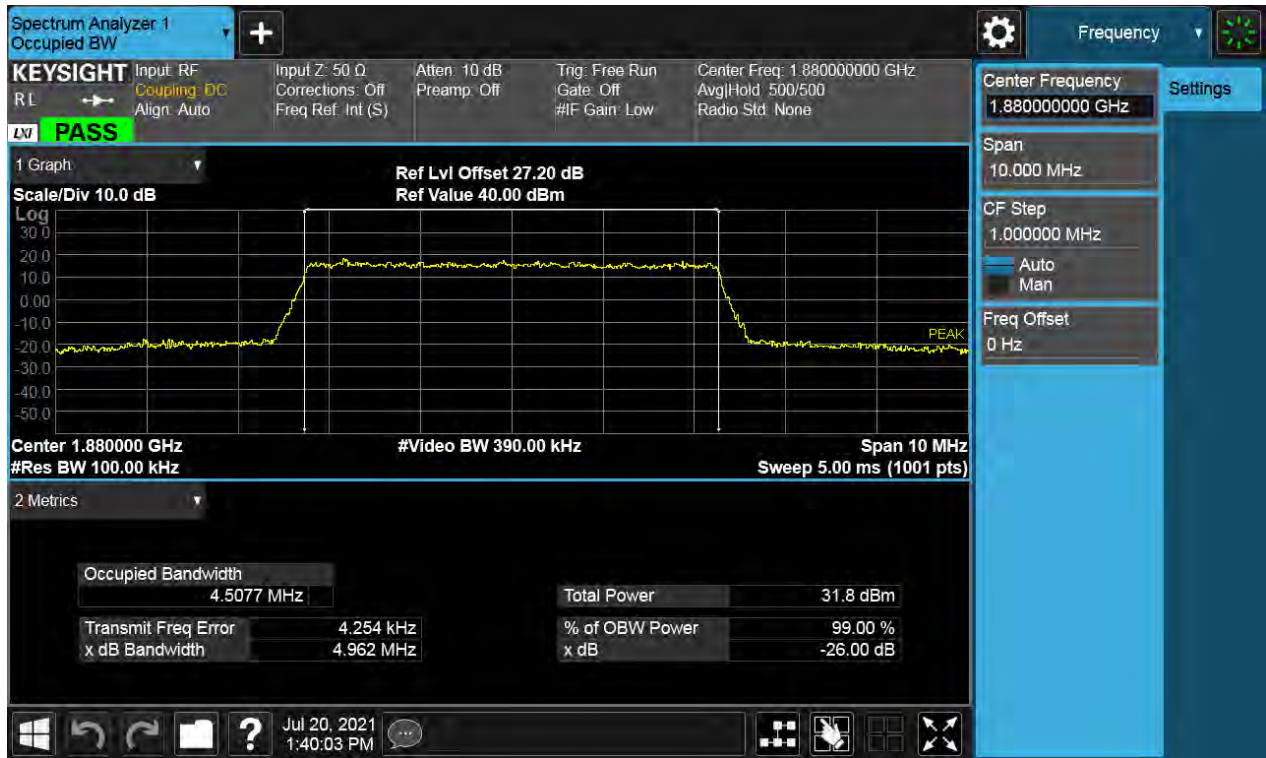 Spectrum Analyzer 1
Occupied BW
+
Frequency
KEYSIGHT
RL
LXI
PASS
Input: RF
Coupling: DC
Align: Auto
Input Z: 50 Ω
Corrections: Off
Freq Ref: Int (S)
Atten: 10 dB
Preamp: Off
Trig: Free Run
Gate: Off
#IF Gain: Low
Center Freq: 1.880000000 GHz
Avg|Hold: 500/500
Radio Std: None
1 Graph
Scale/Div 10.0 dB
Ref Lvl Offset 27.20 dB
Ref Value 40.00 dBm
Log
30.0
20.0
10.0
0.00
-10.0
-20.0
-30.0
-40.0
-50.0
PEAK
Center 1.880000 GHz
#Video BW 390.00 kHz
Span 10 MHz
#Res BW 100.00 kHz
Sweep 5.00 ms (1001 pts)
2 Metrics
Occupied Bandwidth
4.5077 MHz
Transmit Freq Error 4.254 kHz
x dB Bandwidth 4.962 MHz
Total Power 31.8 dBm
% of OBW Power 99.00 %
x dB -26.00 dB
?
Jul 20, 2021
1:40:03 PM
Center Frequency
1.880000000 GHz
Settings
Span
10.000 MHz
CF Step
1.000000 MHz
Auto
Man
Freq Offset
0 Hz